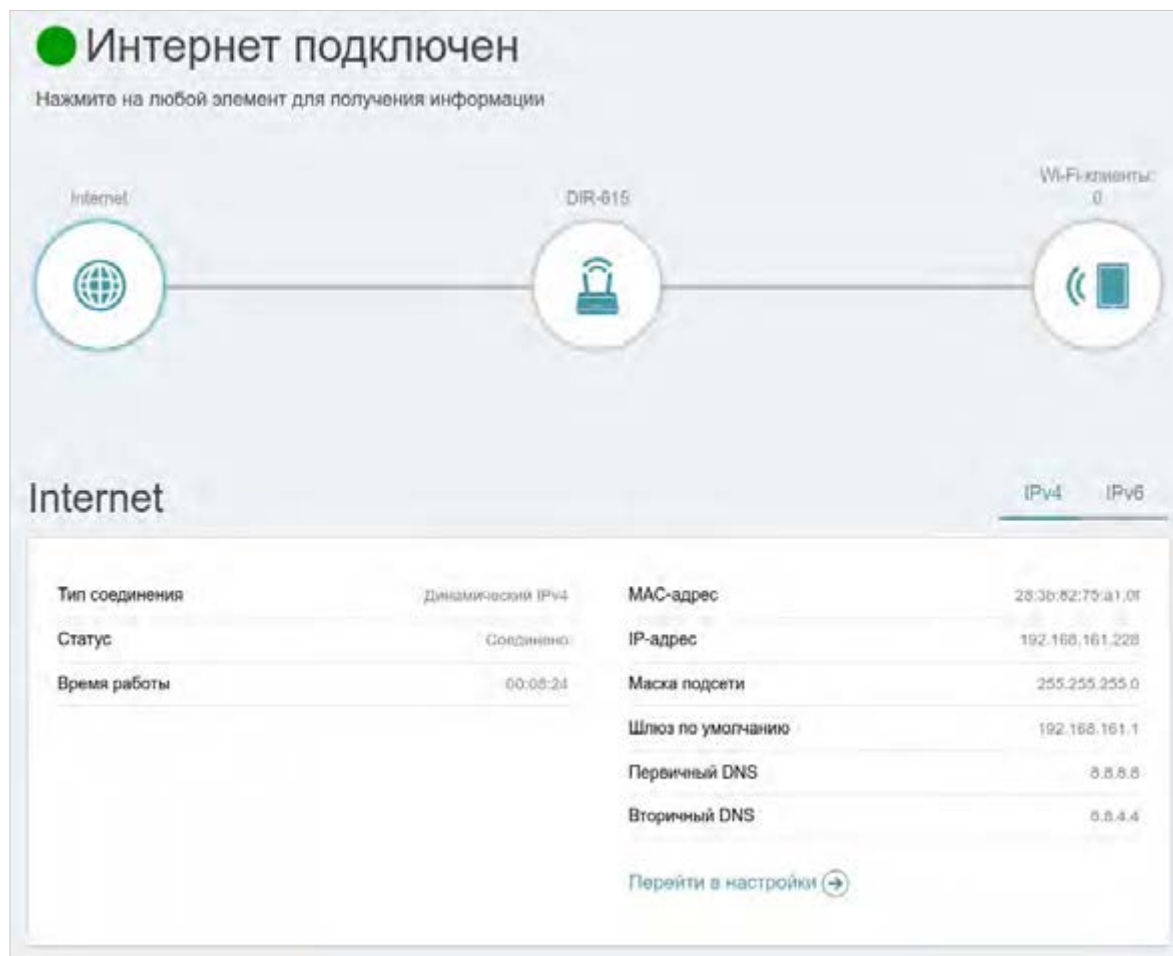 Интернет подключен
Нажмите на любой элемент для получения информации
Internet
DIR-615
Wi-Fi-клиенты:
0
Internet
IPv4 IPv6
Тип соединения Динамический IPv4
Статус Соединено
Время работы 00:08:24
MAC-адрес
IP-адрес 192.168.161.228
Маска подсети 255.255.255.0
Шлюз по умолчанию 192.168.161.1
Первичный DNS 8.8.8.8
Вторичный DNS 8.8.4.4
Перейти в настройки